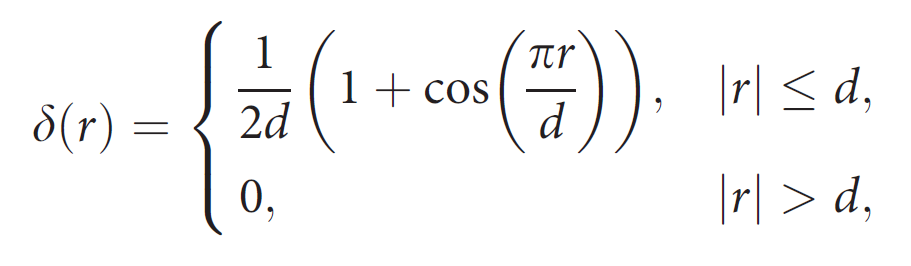 δ(r) = { 1/2d (1 + cos(πr/d)), |r| ≤ d,
0, |r| > d,